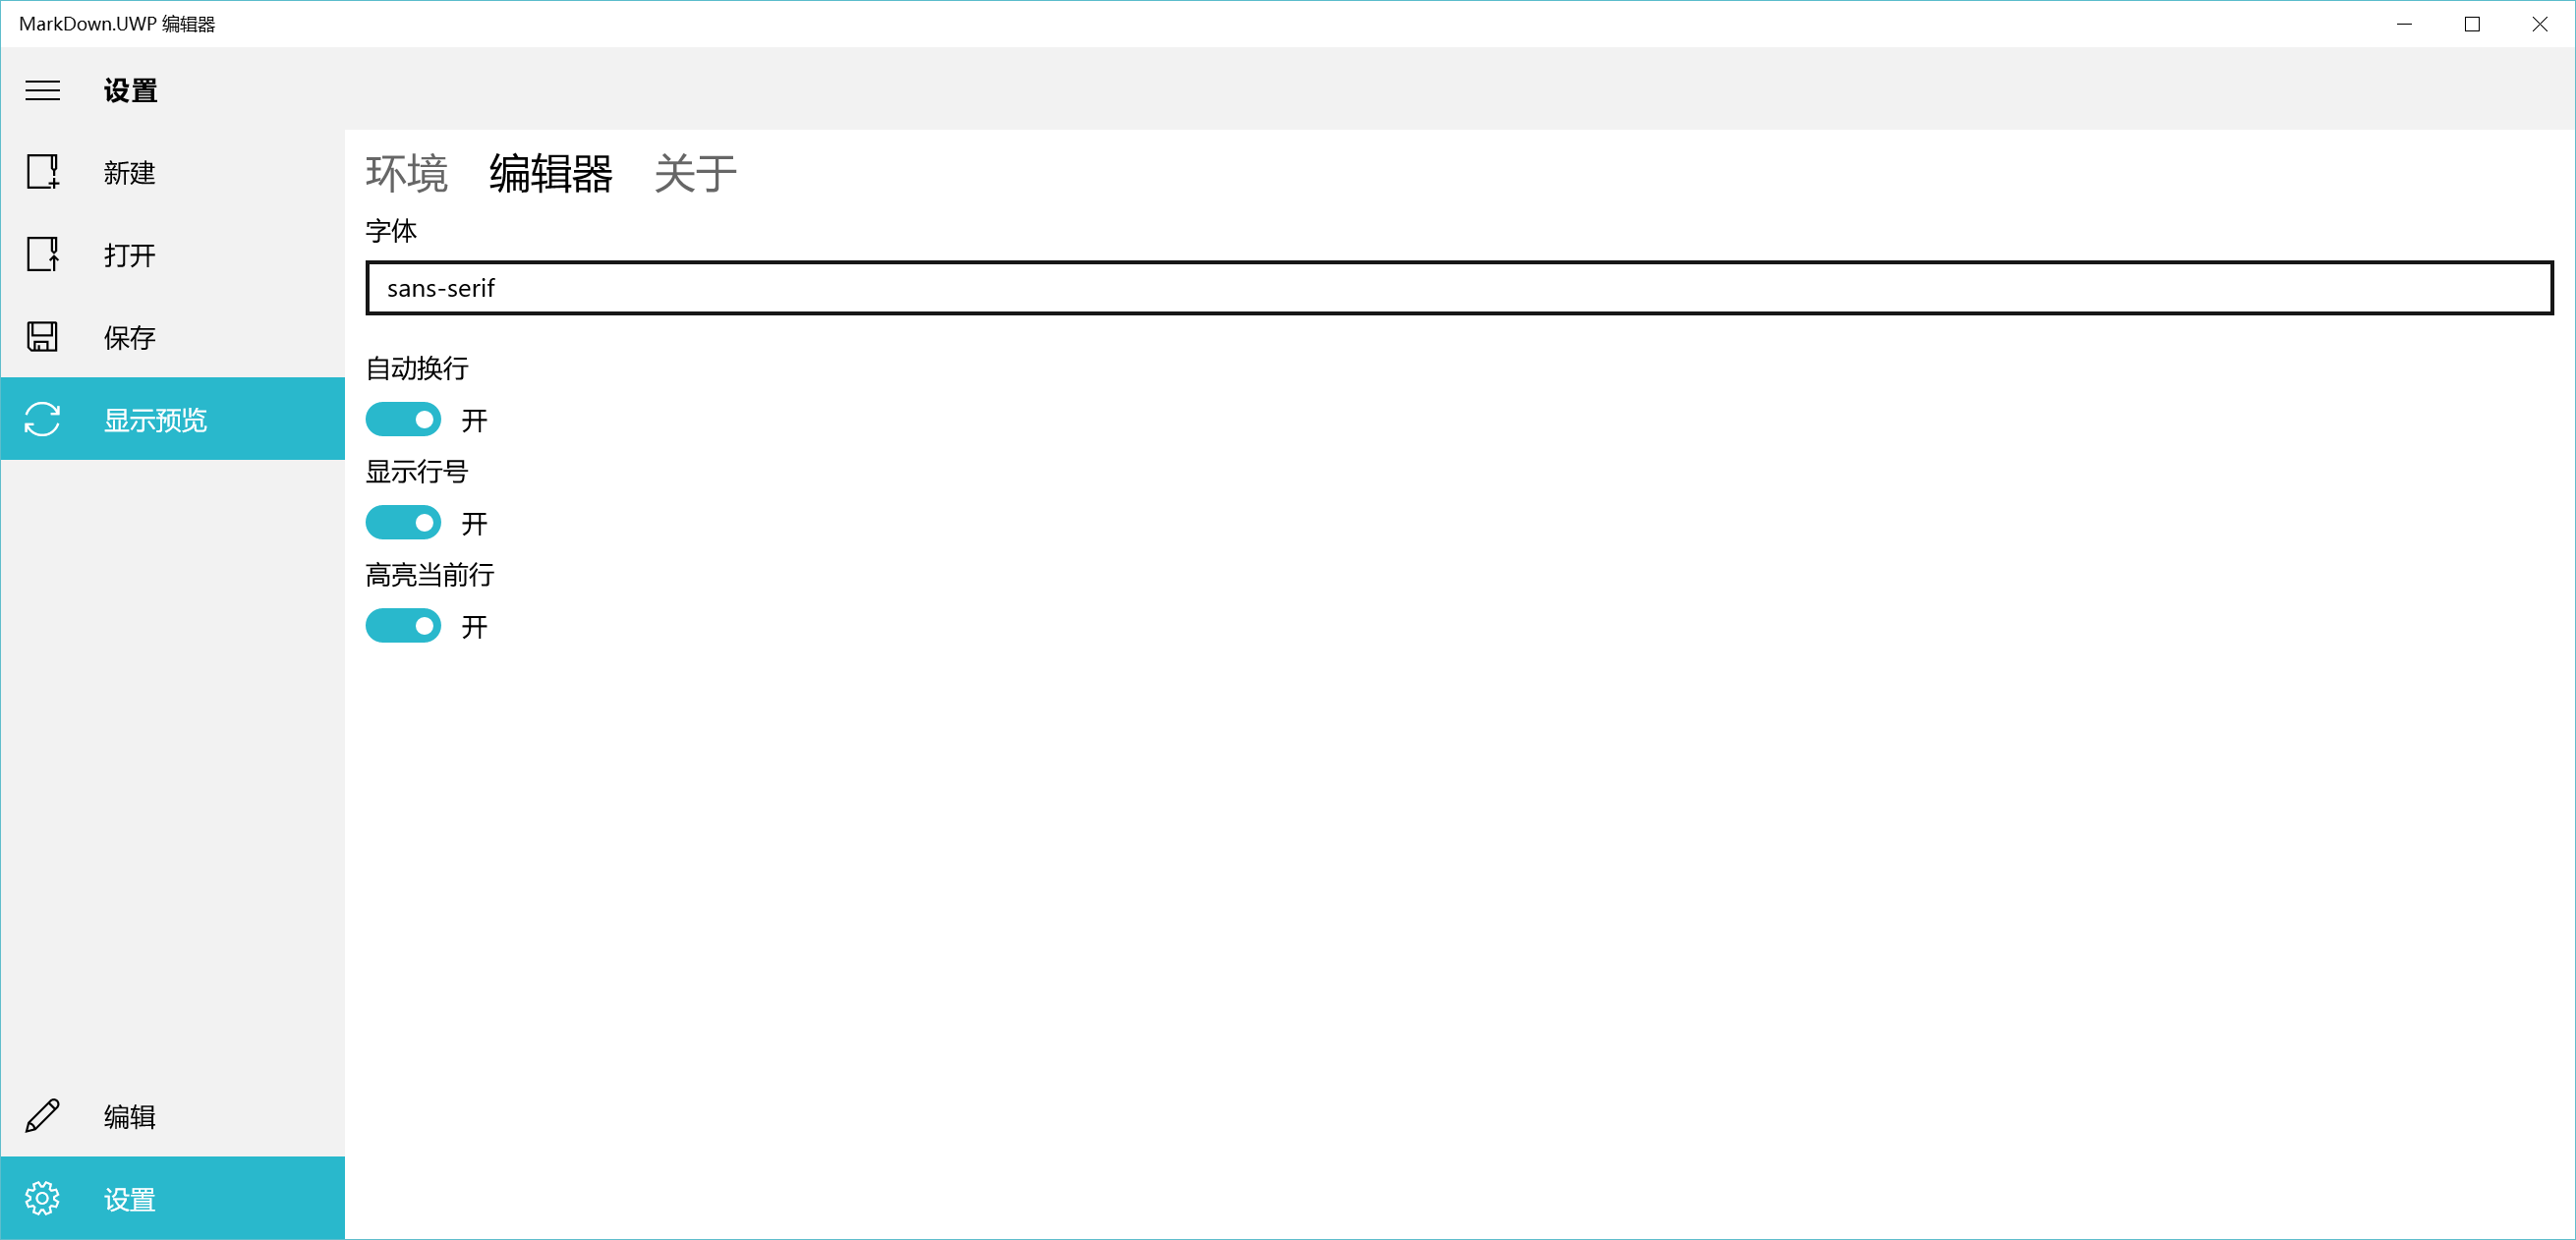 MarkDown.UWP 编辑器
设置
新建
打开
保存
显示预览
编辑
设置
环境 编辑器 关于
字体
sans-serif
自动换行
开
显示行号
开
高亮当前行
开